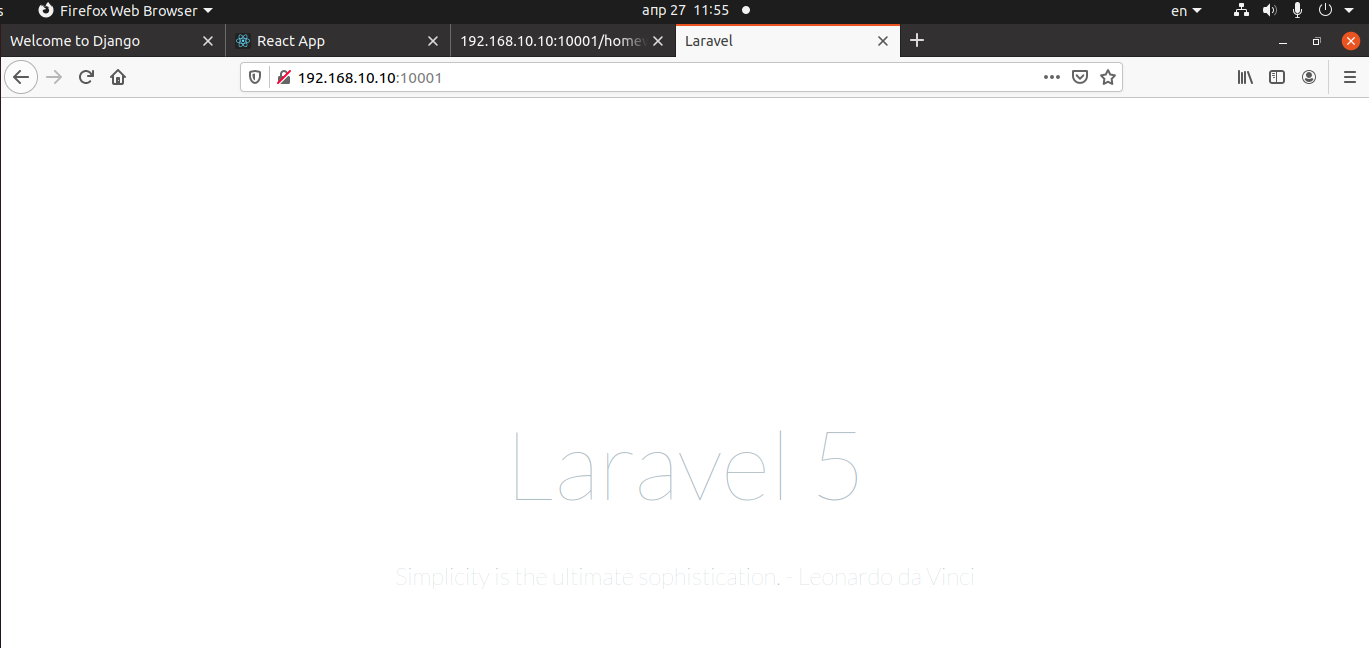 Firefox Web Browser
апр 27 11:55
en
Welcome to Django
React App
192.168.10.10:10001/home
Laravel
192.168.10.10:10001
Laravel 5
Simplicity is the ultimate sophistication. - Leonardo da Vinci